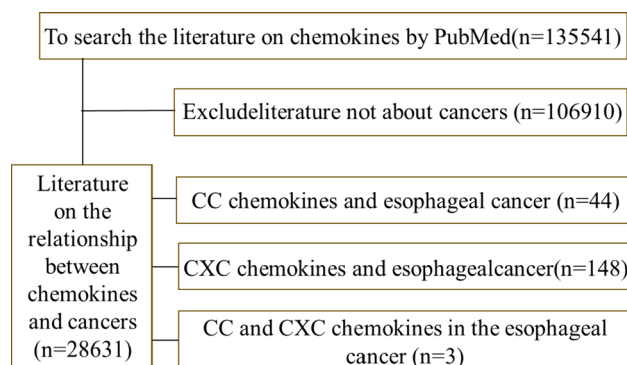 To search the literature on chemokines by PubMed(n=135541)
Excludeliterature not about cancers (n=106910)
Literature
on the
relationship
between
chemokines
and cancers
(n=28631)
CC chemokines and esophageal cancer (n=44)
CXC chemokines and esophagealcancer(n=148)
CC and CXC chemokines in the esophageal
cancer (n=3)